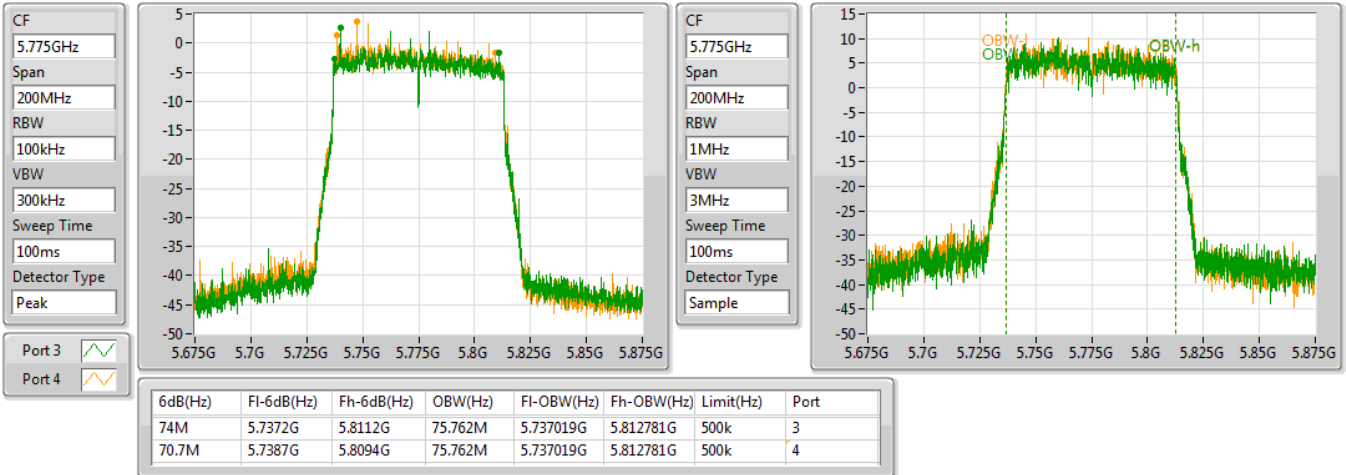 CF
5.775GHz
Span
200MHz
RBW
100kHz
VBW
300kHz
Sweep Time
100ms
Detector Type
Peak
Port 3
Port 4
5
0
-5
-10
-15
-20
-25
-30
-35
-40
-45
-50
5.675G 5.7G 5.725G 5.75G 5.775G 5.8G 5.825G 5.85G 5.875G
CF
5.775GHz
Span
200MHz
RBW
1MHz
VBW
3MHz
Sweep Time
100ms
Detector Type
Sample
15
10
5
0
-5
-10
-15
-20
-25
-30
-35
-40
-45
-50
OBW-l
OBW
OBW-h
5.675G 5.7G 5.725G 5.75G 5.775G 5.8G 5.825G 5.85G 5.875G
6dB(Hz) Fl-6dB(Hz) Fh-6dB(Hz) OBW(Hz) Fl-OBW(Hz) Fh-OBW(Hz) Limit(Hz) Port
74M 5.7372G 5.8112G 75.762M 5.737019G 5.812781G 500k 3
70.7M 5.7387G 5.8094G 75.762M 5.737019G 5.812781G 500k 4